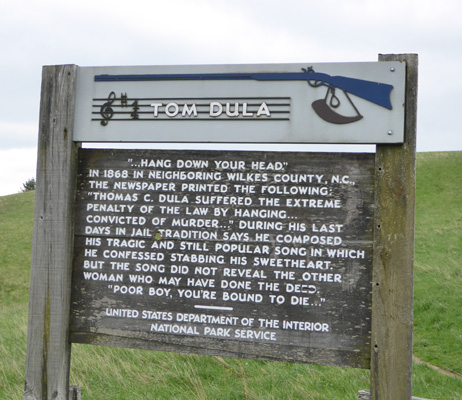 TOM DULA
"...HANG DOWN YOUR HEAD."
IN 1868 IN NEIGHBORING WILKES COUNTY, N.C.,
THE NEWSPAPER PRINTED THE FOLLOWING:
"THOMAS C. DULA SUFFERED THE EXTREME
PENALTY OF THE LAW BY HANGING...
CONVICTED OF MURDER..." DURING HIS LAST
DAYS IN JAIL TRADITION SAYS HE COMPOSED
HIS TRAGIC AND STILL POPULAR SONG IN WHICH
HE CONFESSED STABBING HIS SWEETHEART.
BUT THE SONG DID NOT REVEAL THE OTHER
WOMAN WHO MAY HAVE DONE THE DEED.
"POOR BOY, YOU'RE BOUND TO DIE..."
UNITED STATES DEPARTMENT OF THE INTERIOR
NATIONAL PARK SERVICE